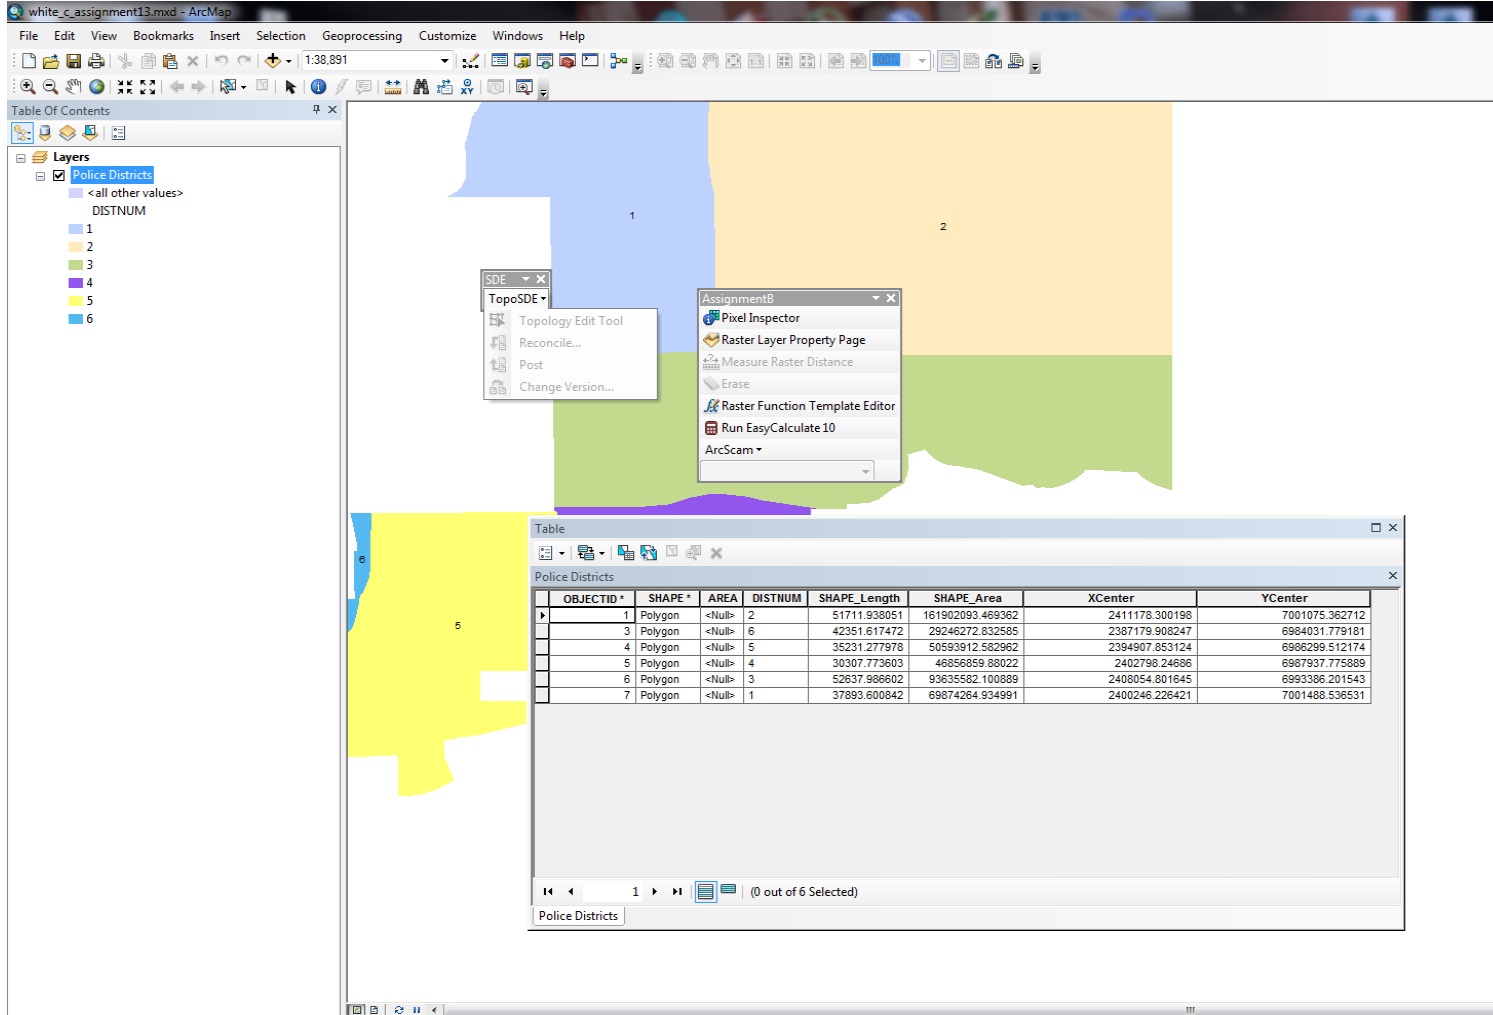 white_c_assignment13.mxd - ArcMap
File Edit View Bookmarks Insert Selection Geoprocessing Customize Windows Help
1:38,891 100%
Table Of Contents
Layers
Police Districts
<all other values>
DISTNUM
1
2
3
4
5
6
1
2
SDE
TopoSDE
Topology Edit Tool
Reconcile...
Post
Change Version...
AssignmentB
Pixel Inspector
Raster Layer Property Page
Measure Raster Distance
Erase
Raster Function Template Editor
Run EasyCalculate 10
ArcScam
6
5
Table
Police Districts
OBJECTID * SHAPE * AREA DISTNUM SHAPE_Length SHAPE_Area XCenter YCenter
1 Polygon <Null> 2 51711.938051 161902093.469362 2411178.300198 7001075.362712
3 Polygon <Null> 6 42351.617472 29246272.832585 2387179.908247 6984031.779181
4 Polygon <Null> 5 35231.277978 50593912.582962 2394907.853124 6986299.512174
5 Polygon <Null> 4 30307.773603 46856859.88022 2402798.24686 6987937.775889
6 Polygon <Null> 3 52637.986602 93635582.100889 2408054.801645 6993386.201543
7 Polygon <Null> 1 37893.600842 69874264.934991 2400246.226421 7001488.536531
1 (0 out of 6 Selected)
Police Districts